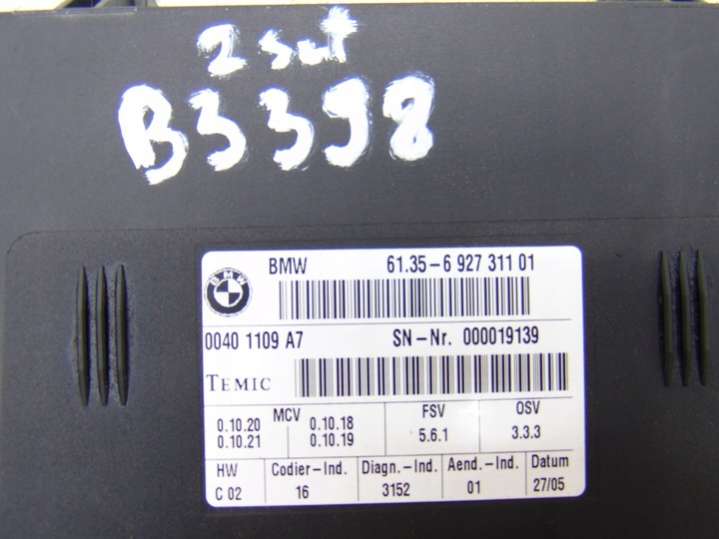 2 sut
B3398
BMW 61.35-6 927 311 01
BMW
0040 1109 A7 SN-Nr. 000019139
TEMIC
MCV FSV OSV
0.10.20 0.10.18 5.6.1 3.3.3
0.10.21 0.10.19
HW Codier-Ind. Diagn.-Ind. Aend.-Ind. Datum
C 02 16 3152 01 27/05